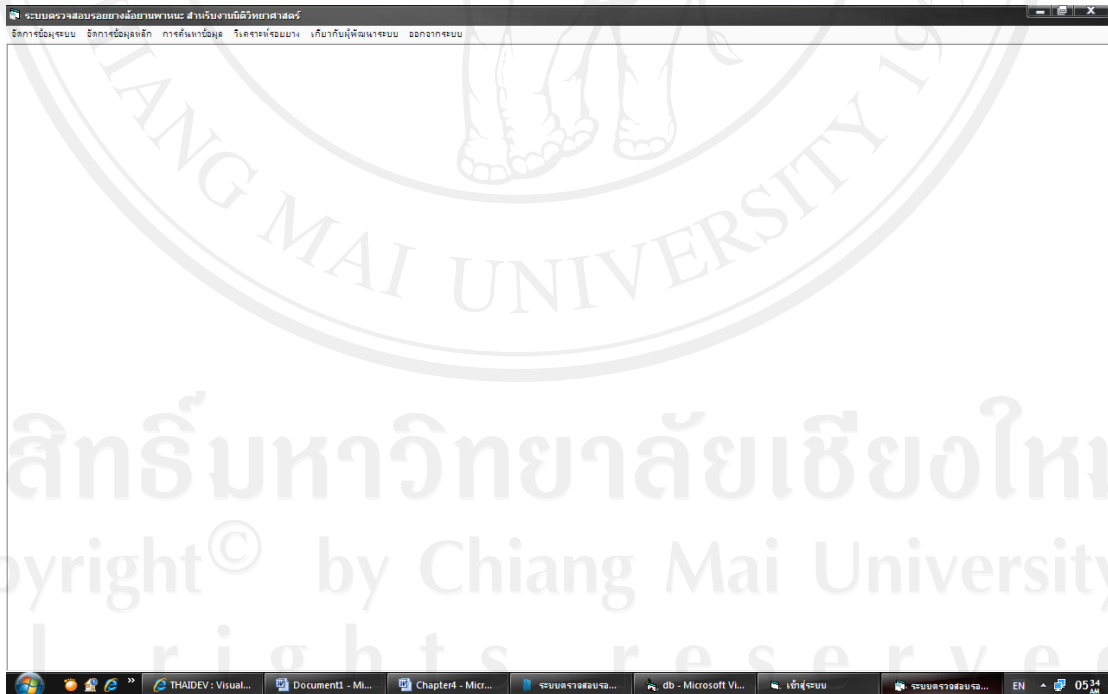 ระบบตรวจสอบรอยยางล้อยานพาหนะ สำหรับงานนิติวิทยาศาสตร์
จัดการข้อมูลระบบ จัดการข้อมูลหลัก การค้นหาข้อมูล วิเคราะห์รอยยาง เกี่ยวกับผู้พัฒนาระบบ ออกจากระบบ
IANG MAI UNIVERSITY 19
สิทธิ์มหาวิทยาลัยเชียงให
pyright© by Chiang Mai University
l rights reserve
THAIDEV : Visual... Document1 - Mi... Chapter4 - Micr... ระบบตรวจสอบรอ... db - Microsoft Vi... เข้าสู่ระบบ ระบบตรวจสอบรอ... EN 05:34 AM